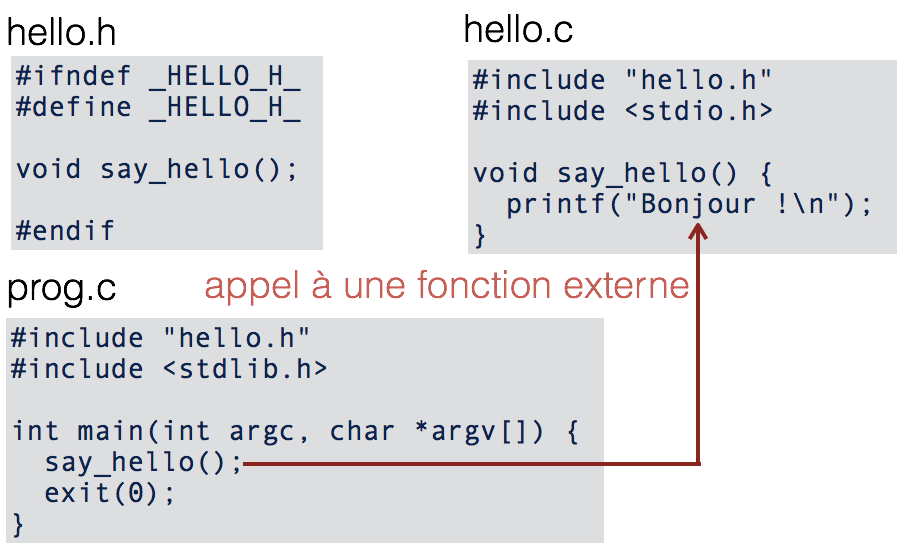 hello.h
#ifndef _HELLO_H_
#define _HELLO_H_
void say_hello();
#endif
hello.c
#include "hello.h"
#include <stdio.h>
void say_hello() {
  printf("Bonjour !\n");
}
appel à une fonction externe
prog.c
#include "hello.h"
#include <stdlib.h>
int main(int argc, char *argv[]) {
  say_hello();
  exit(0);
}